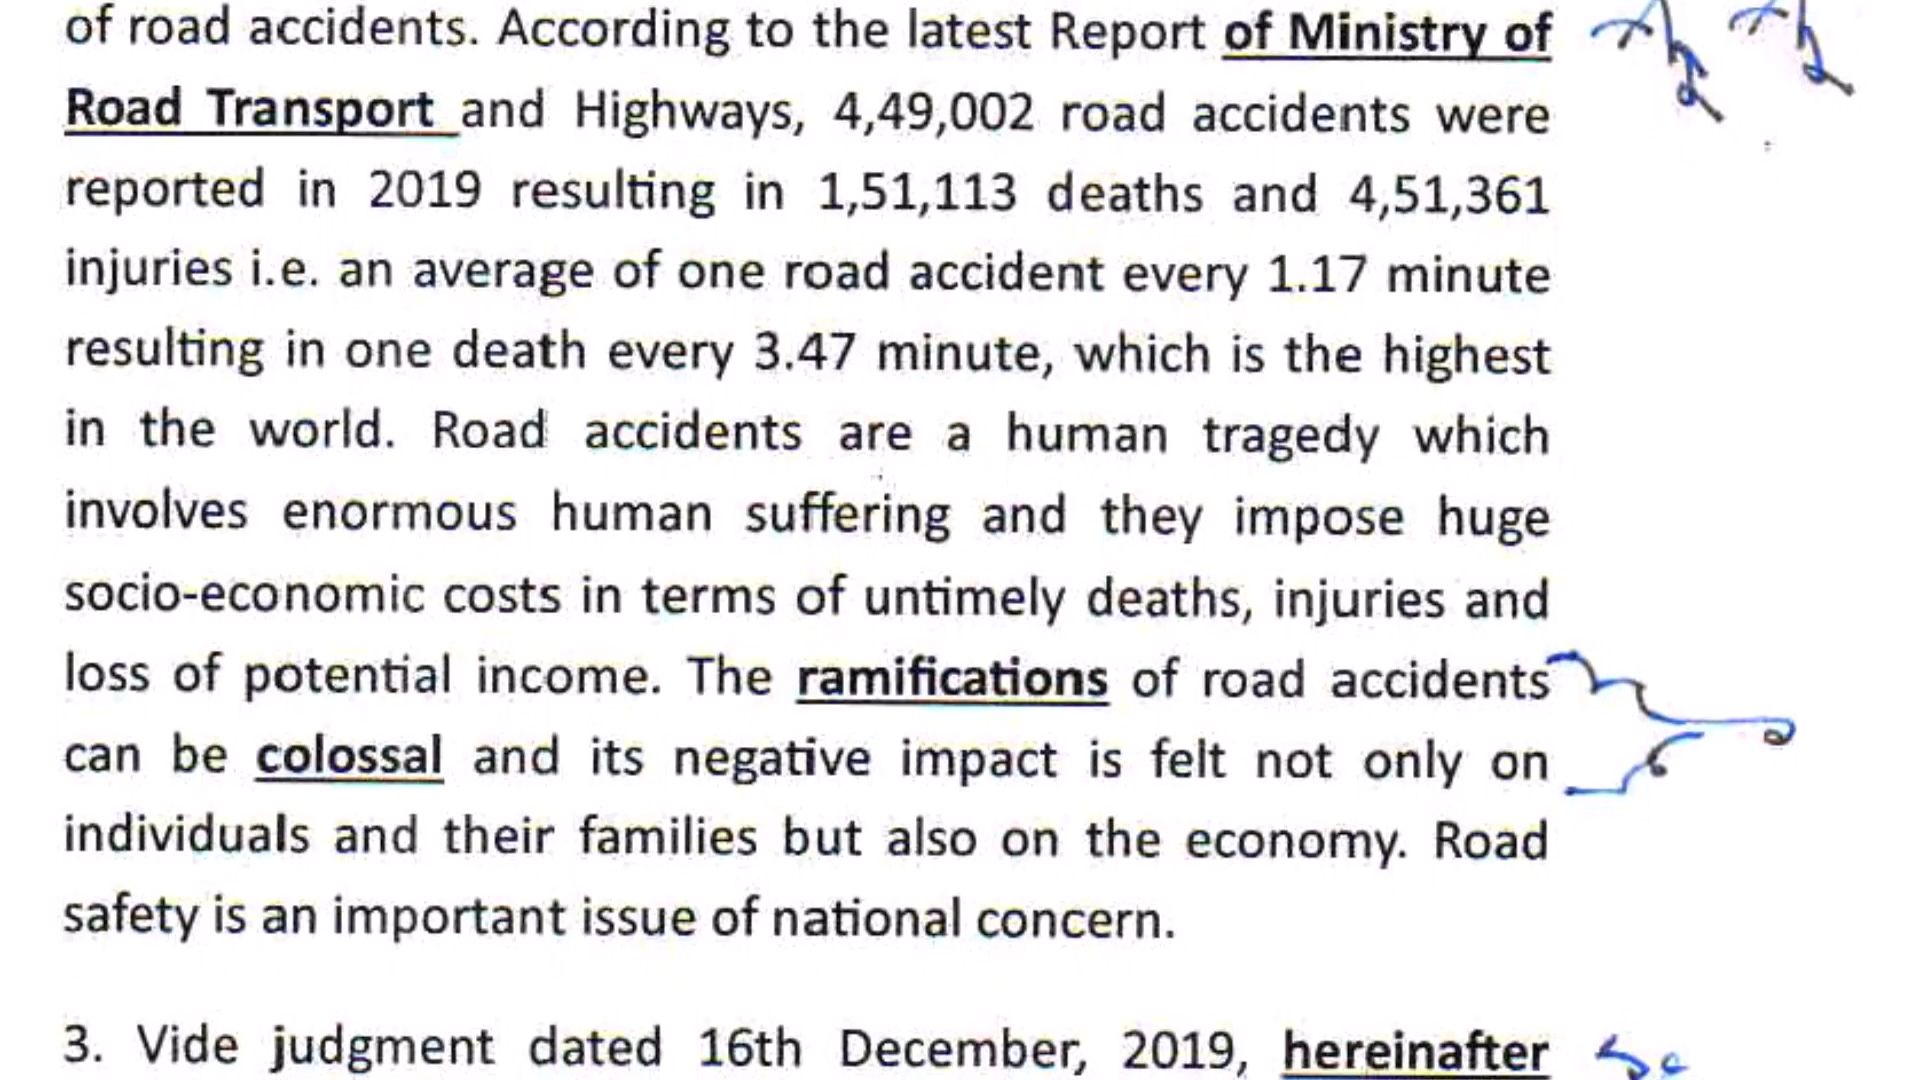 of road accidents. According to the latest Report of Ministry of
Road Transport and Highways, 4,49,002 road accidents were
reported in 2019 resulting in 1,51,113 deaths and 4,51,361
injuries i.e. an average of one road accident every 1.17 minute
resulting in one death every 3.47 minute, which is the highest
in the world. Road accidents are a human tragedy which
involves enormous human suffering and they impose huge
socio-economic costs in terms of untimely deaths, injuries and
loss of potential income. The ramifications of road accidents
can be colossal and its negative impact is felt not only on
individuals and their families but also on the economy. Road
safety is an important issue of national concern.
3. Vide judgment dated 16th December, 2019, hereinafter